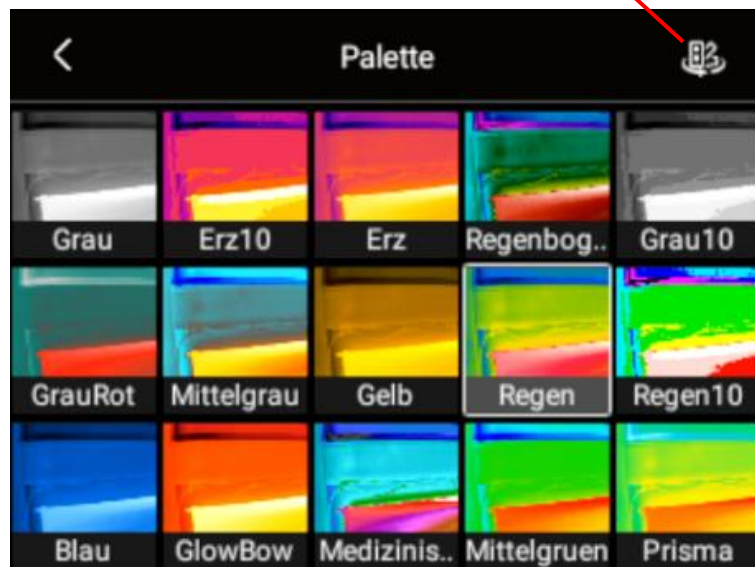 Palette
Grau Erz10 Erz Regenbog.. Grau10
GrauRot Mittelgrau Gelb Regen Regen10
Blau GlowBow Medizinis.. Mittelgruen Prisma